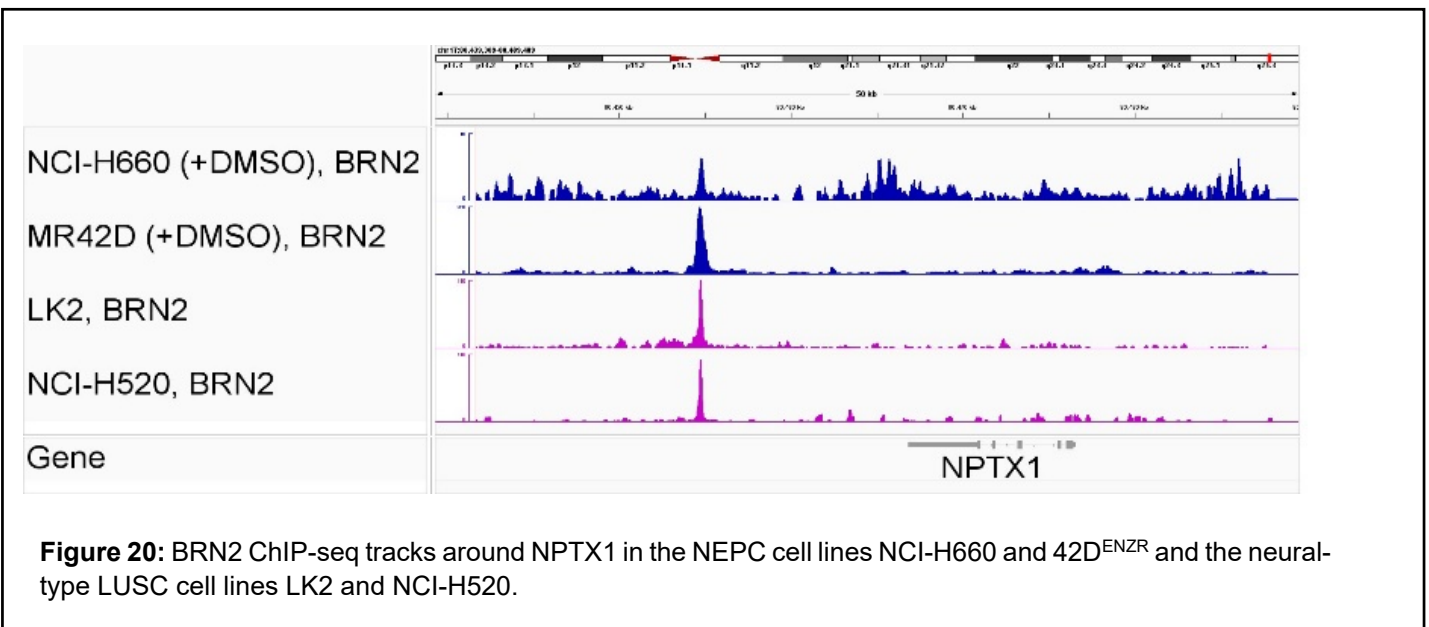 50 kb
NCI-H660 (+DMSO), BRN2
MR42D (+DMSO), BRN2
LK2, BRN2
NCI-H520, BRN2
Gene
NPTX1
Figure 20: BRN2 ChIP-seq tracks around NPTX1 in the NEPC cell lines NCI-H660 and 42D^ENZR and the neural-
type LUSC cell lines LK2 and NCI-H520.